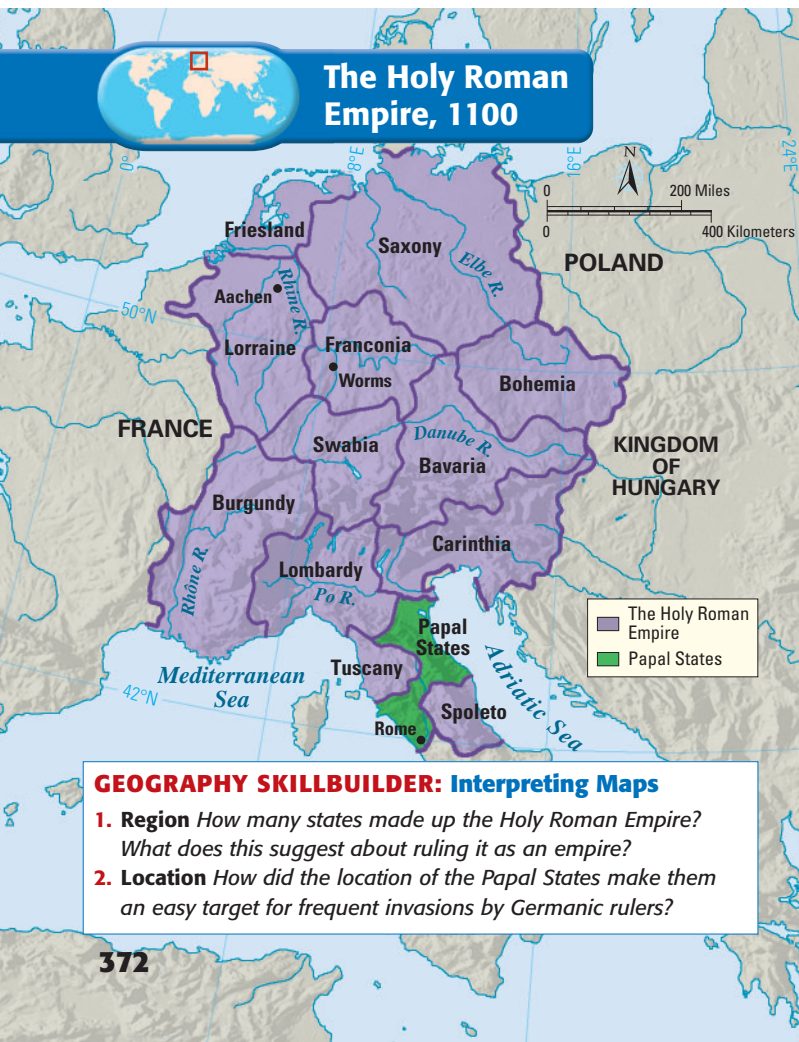 The Holy Roman
Empire, 1100
0°
8°E
16°E
24°E
N
0
200 Miles
0
400 Kilometers
Friesland
Saxony
Elbe R.
POLAND
Aachen
Rhine R.
50°N
Lorraine
Franconia
Worms
Bohemia
FRANCE
Swabia
Danube R.
Bavaria
KINGDOM
OF
HUNGARY
Burgundy
Carinthia
Rhône R.
Lombardy
Po R.
The Holy Roman
Empire
Papal States
Papal
States
Mediterranean
Sea
Tuscany
Adriatic Sea
42°N
Spoleto
Rome
GEOGRAPHY SKILLBUILDER: Interpreting Maps
1. Region How many states made up the Holy Roman Empire?
What does this suggest about ruling it as an empire?
2. Location How did the location of the Papal States make them
an easy target for frequent invasions by Germanic rulers?
372